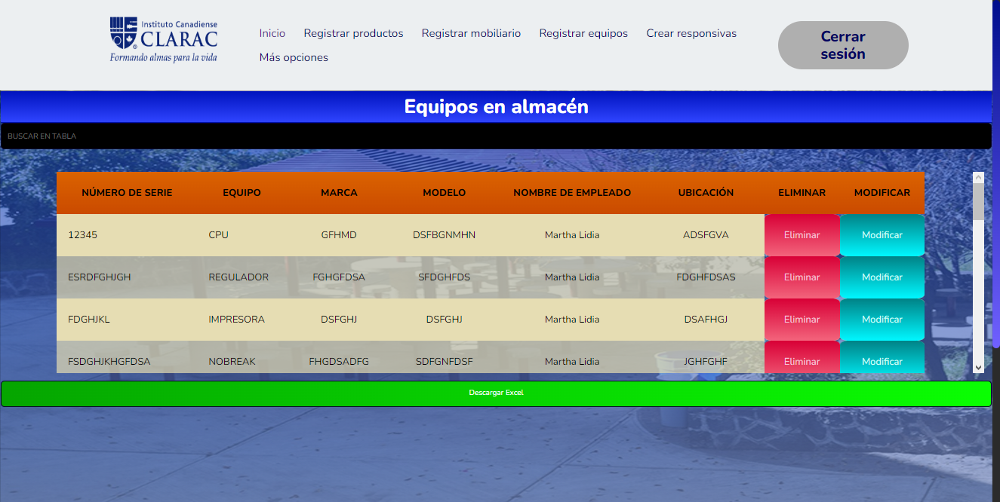 Instituto Canadiense
CLARAC
Formando almas para la vida
Inicio Registrar productos Registrar mobiliario Registrar equipos Crear responsivas
Más opciones
Cerrar
sesión
Equipos en almacén
BUSCAR EN TABLA
NÚMERO DE SERIE EQUIPO MARCA MODELO NOMBRE DE EMPLEADO UBICACIÓN ELIMINAR MODIFICAR
12345 CPU GFHMD DSFBGNMHN Martha Lidia ADSFGVA Eliminar Modificar
ESRDFGHJGH REGULADOR FGHGFDSA SFDGHFDS Martha Lidia FDGHFDSAS Eliminar Modificar
FDGHJKL IMPRESORA DSFGHJ DSFGHJ Martha Lidia DSAFHGJ Eliminar Modificar
FSDGHJKHGFDSA NOBREAK FHGDSADFG SDFGNFDSF Martha Lidia JGHFGHF Eliminar Modificar
Descargar Excel